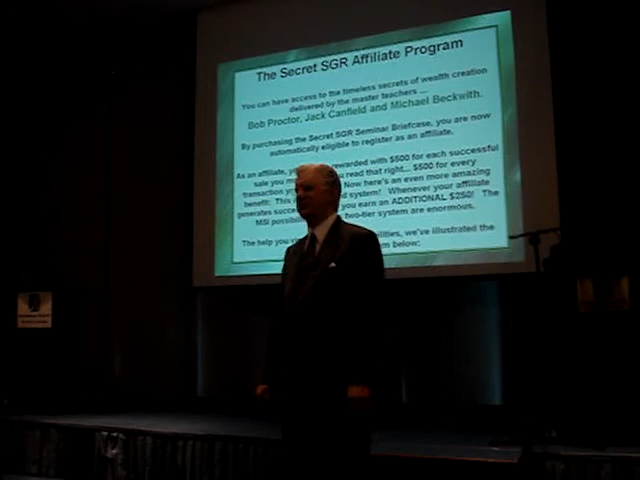 The Secret SGR Affiliate Program
You can have access to the timeless secrets of wealth creation
delivered by the master teachers ...
Bob Proctor, Jack Canfield and Michael Beckwith.
By purchasing the Secret SGR Seminar Briefcase, you are now
automatically eligible to register as an affiliate.
As an affiliate, rewarded with $500 for each successful
sale you read that right... $500 for every
transaction Now here's an even more amazing
benefit: This system! Whenever your affiliate
generates you earn an ADDITIONAL $250! The
MSI two-tier system are enormous.
The help you we've illustrated the
below: